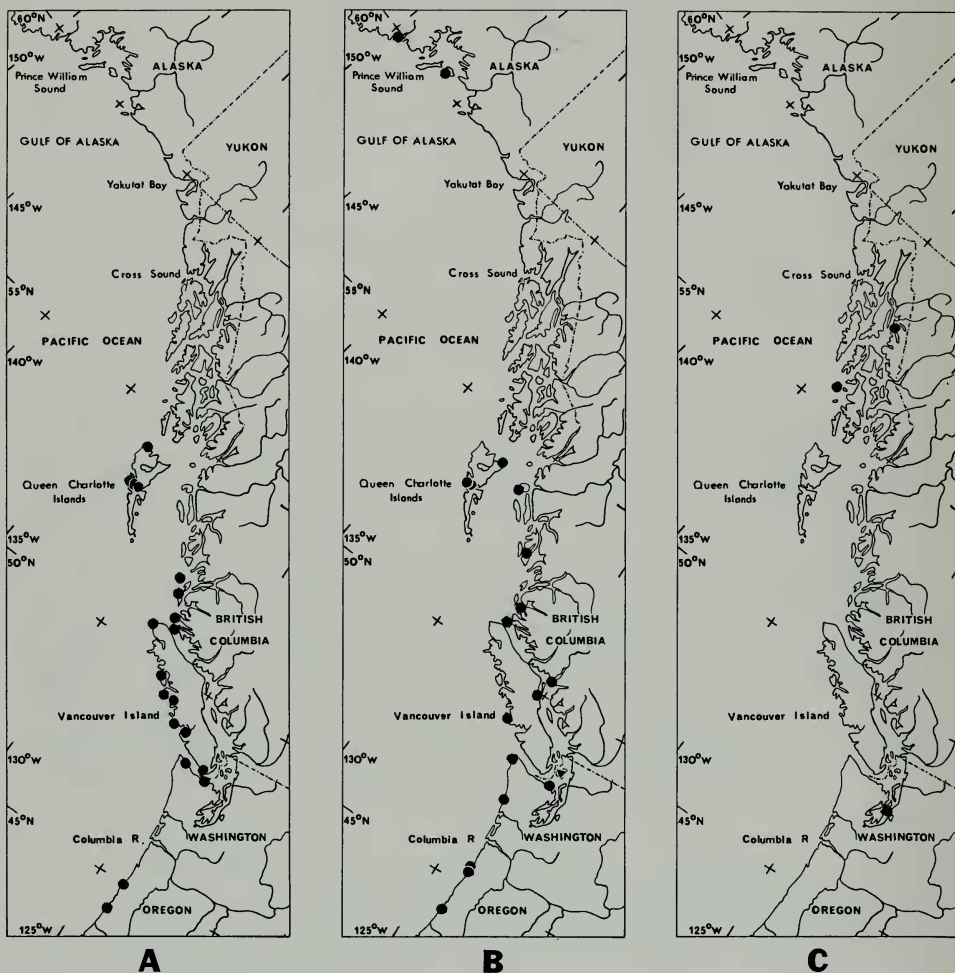 60°N
ALASKA
150°W
Prince William
Sound
GULF OF ALASKA
YUKON
Yakutat Bay
145°W
Cross Sound
55°N
PACIFIC OCEAN
140°W
Queen Charlotte
Islands
135°W
50°N
BRITISH
COLUMBIA
Vancouver Island
130°W
45°N
Columbia R.
WASHINGTON
OREGON
125°W
A
60°N
ALASKA
150°W
Prince William
Sound
GULF OF ALASKA
YUKON
Yakutat Bay
145°W
Cross Sound
55°N
PACIFIC OCEAN
140°W
Queen Charlotte
Islands
135°W
50°N
BRITISH
COLUMBIA
Vancouver Island
130°W
45°N
Columbia R
WASHINGTON
OREGON
125°W
B
60°N
ALASKA
150°W
Prince William
Sound
GULF OF ALASKA
YUKON
Yakutat Bay
145°W
Cross Sound
55°N
PACIFIC OCEAN
140°W
Queen Charlotte
Islands
135°W
50°N
BRITISH
COLUMBIA
Vancouver Island
130°W
45°N
Columbia R
WASHINGTON
OREGON
125°W
C